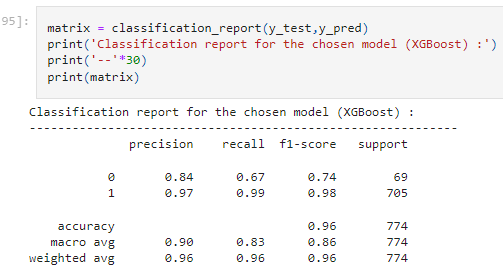 95]:
matrix = classification_report(y_test,y_pred)
print('Classification report for the chosen model (XGBoost) :')
print('--'*30)
print(matrix)
Classification report for the chosen model (XGBoost) :
------------------------------------------------------------
precision recall f1-score support
0 0.84 0.67 0.74 69
1 0.97 0.99 0.98 705
accuracy 0.96 774
macro avg 0.90 0.83 0.86 774
weighted avg 0.96 0.96 0.96 774